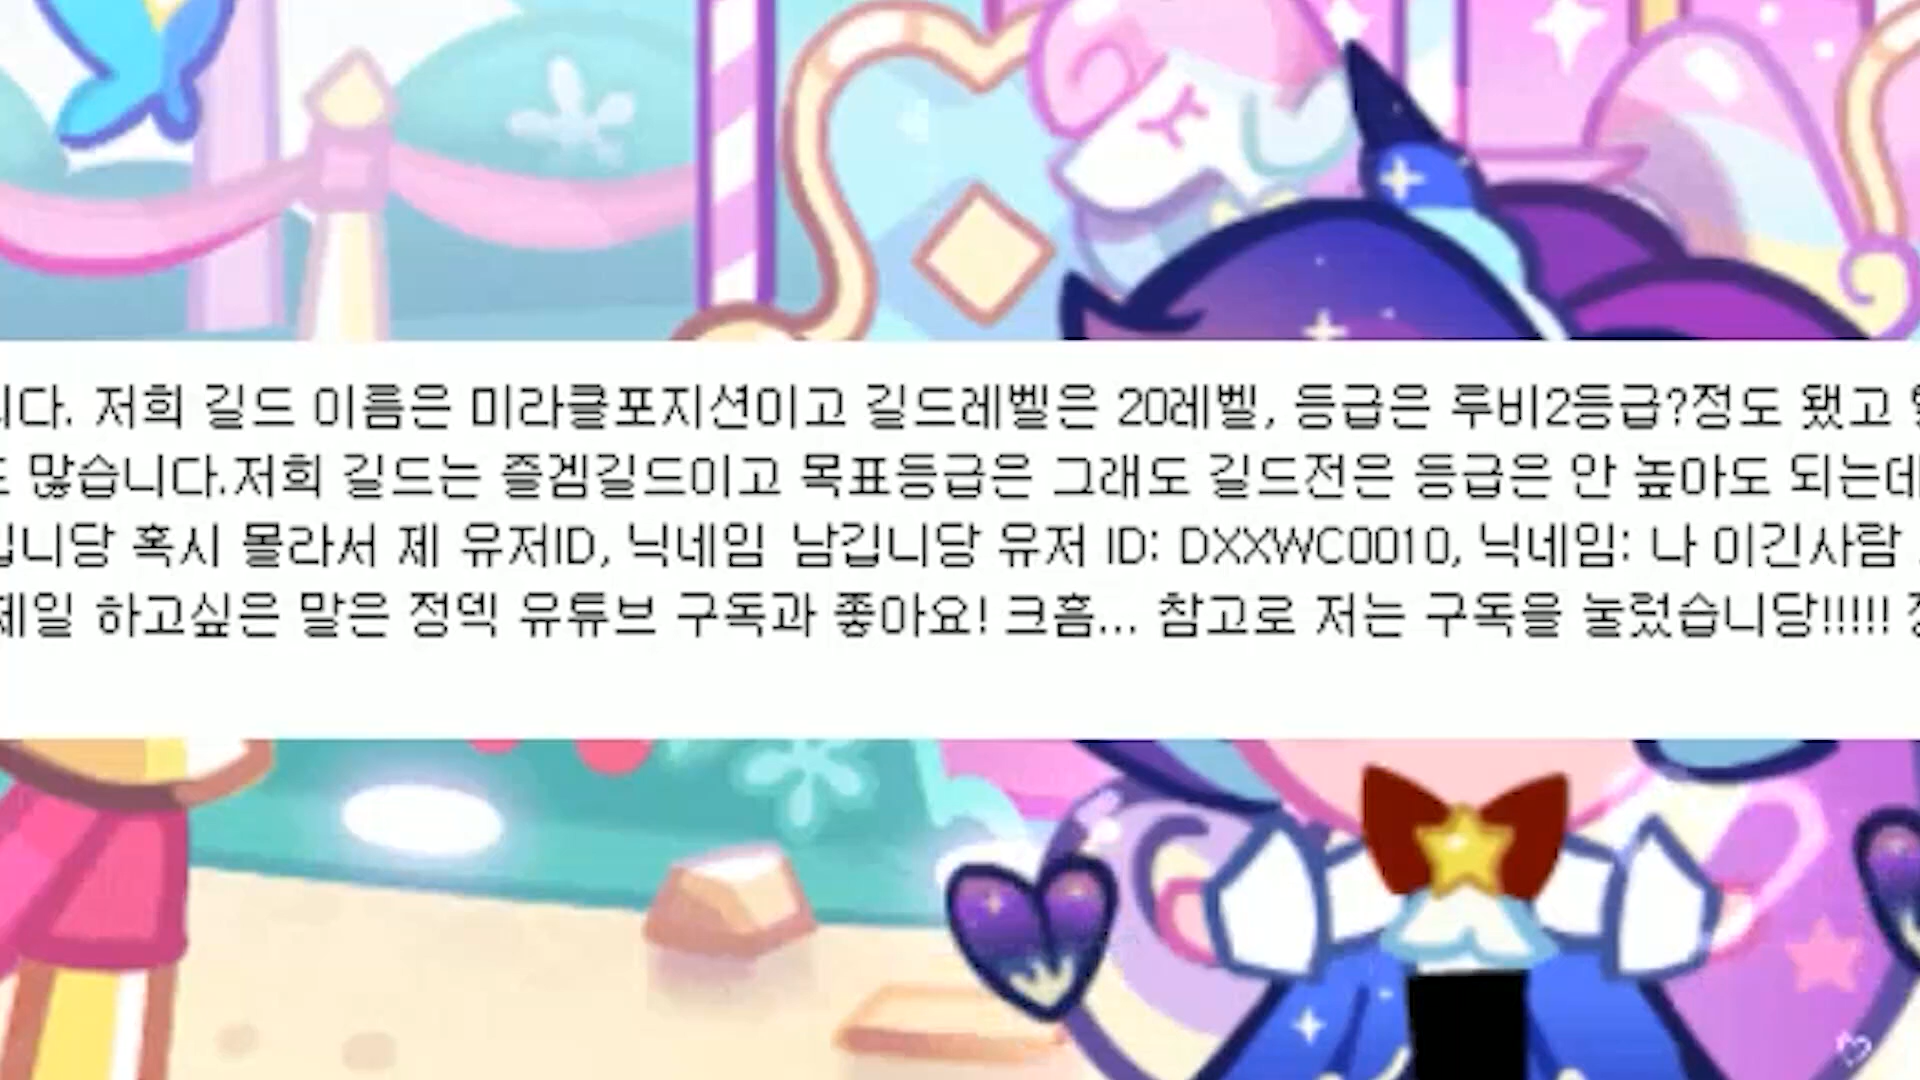 니다. 저희 길드 이름은 미라클포지션이고 길드레벨은 20레벨, 등급은 루비2등급?정도 됐고
많습니다.저희 길드는 즐겜길드이고 목표등급은 그래도 길드전은 등급은 안 높아도 되는데
깁니당 혹시 몰라서 제 유저ID, 닉네임 남깁니당 유저 ID: DXXWC0010, 닉네임: 나 이긴사람
제일 하고싶은 말은 정덱 유튜브 구독과 좋아요! 크흠... 참고로 저는 구독을 눌렀습니당!!!!!